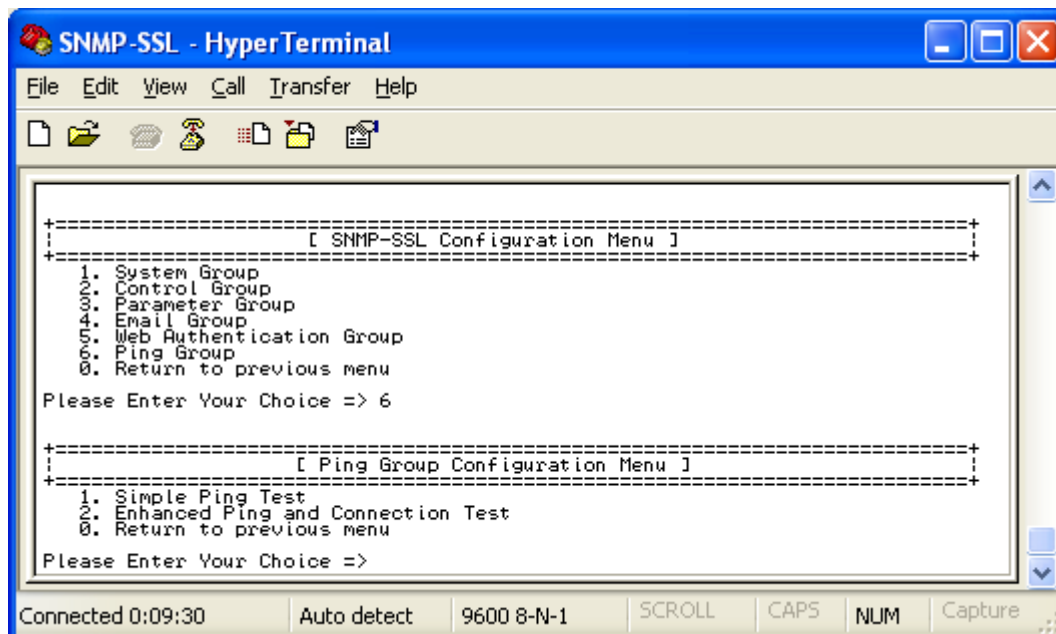 SNMP-SSL - HyperTerminal
File Edit View Call Transfer Help
+==========================================================================+
¦ [ SNMP-SSL Configuration Menu ] ¦
+==========================================================================+
1. System Group
2. Control Group
3. Parameter Group
4. Email Group
5. Web Authentication Group
6. Ping Group
0. Return to previous menu
Please Enter Your Choice => 6
+==========================================================================+
¦ [ Ping Group Configuration Menu ] ¦
+==========================================================================+
1. Simple Ping Test
2. Enhanced Ping and Connection Test
0. Return to previous menu
Please Enter Your Choice =>
Connected 0:09:30 Auto detect 9600 8-N-1 SCROLL CAPS NUM Capture